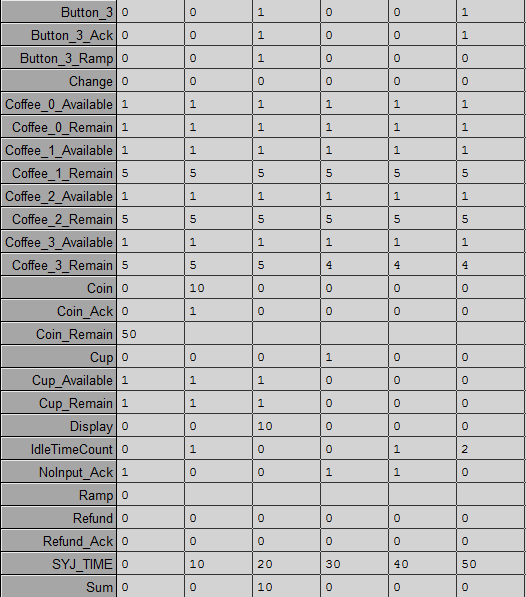 Button_3 0 0 1 0 0 1
Button_3_Ack 0 0 1 0 0 1
Button_3_Ramp 0 0 1 0 0 0
Change 0 0 0 0 0 0
Coffee_0_Available 1 1 1 1 1 1
Coffee_0_Remain 1 1 1 1 1 1
Coffee_1_Available 1 1 1 1 1 1
Coffee_1_Remain 5 5 5 5 5 5
Coffee_2_Available 1 1 1 1 1 1
Coffee_2_Remain 5 5 5 5 5 5
Coffee_3_Available 1 1 1 1 1 1
Coffee_3_Remain 5 5 5 4 4 4
Coin 0 10 0 0 0 0
Coin_Ack 0 1 0 0 0 0
Coin_Remain 50
Cup 0 0 0 1 0 0
Cup_Available 1 1 1 0 0 0
Cup_Remain 1 1 1 0 0 0
Display 0 0 10 0 0 0
IdleTimeCount 0 1 0 0 1 2
NoInput_Ack 1 0 0 1 1 0
Ramp 0
Refund 0 0 0 0 0 0
Refund_Ack 0 0 0 0 0 0
SYJ_TIME 0 10 20 30 40 50
Sum 0 0 10 0 0 0